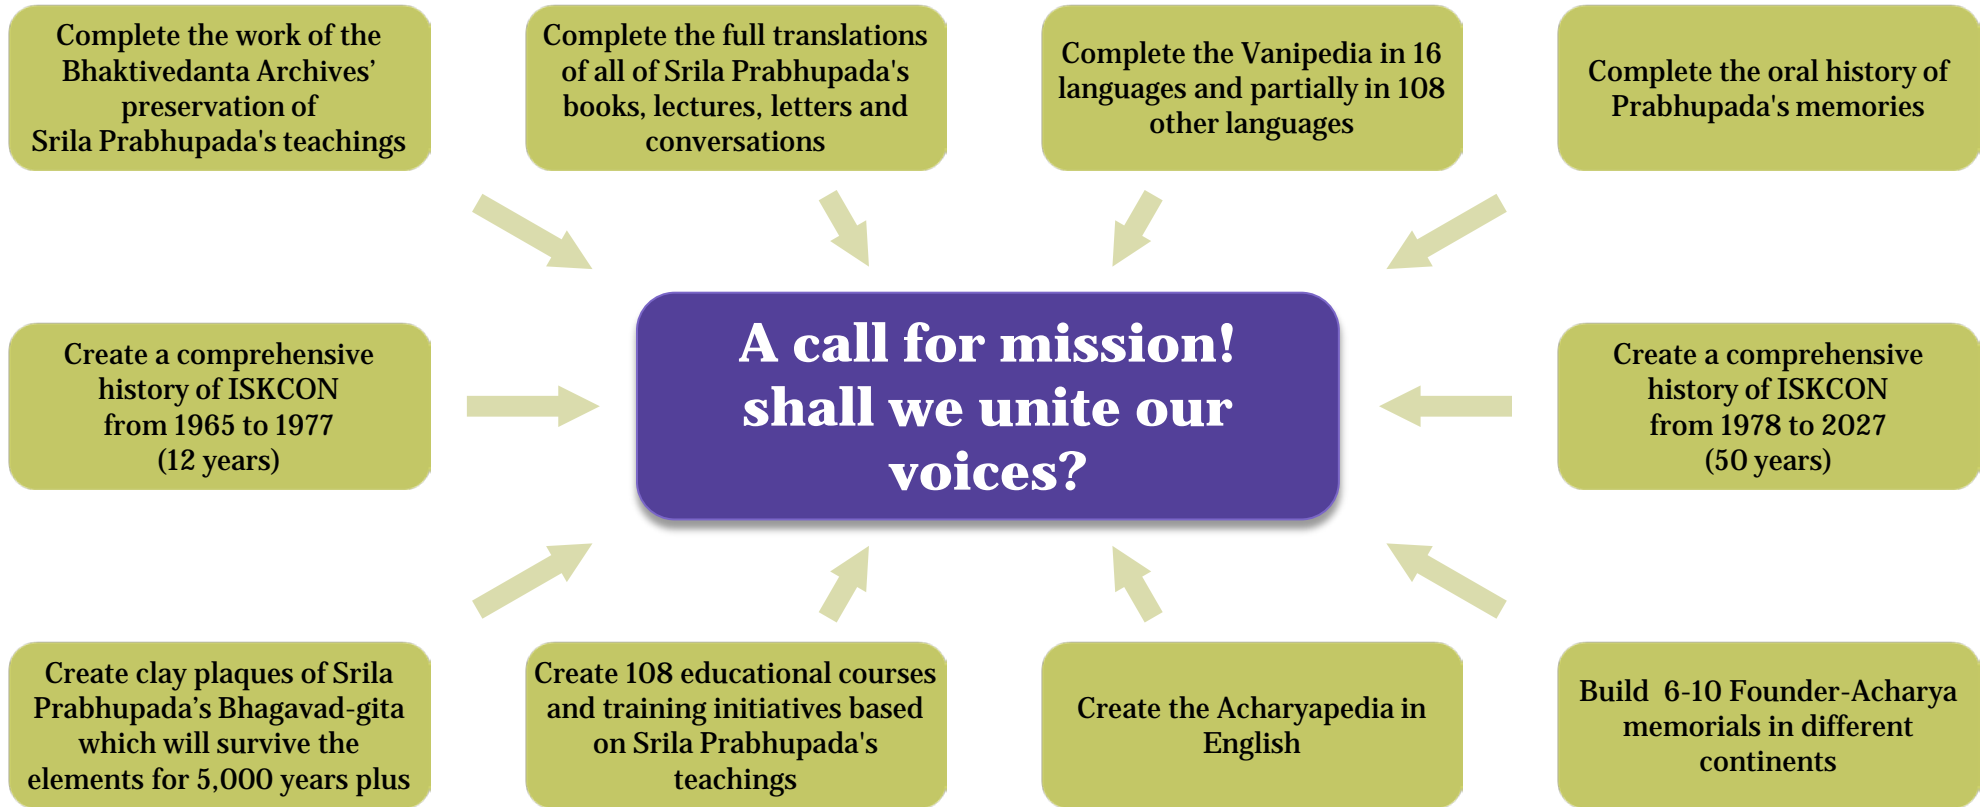 Complete the work of the
Bhaktivedanta Archives’
preservation of
Srila Prabhupada's teachings
Complete the full translations
of all of Srila Prabhupada's
books, lectures, letters and
conversations
Complete the Vanipedia in 16
languages and partially in 108
other languages
Complete the oral history of
Prabhupada's memories
Create a comprehensive
history of ISKCON
from 1965 to 1977
(12 years)
A call for mission!
shall we unite our
voices?
Create a comprehensive
history of ISKCON
from 1978 to 2027
(50 years)
Create clay plaques of Srila
Prabhupada’s Bhagavad-gita
which will survive the
elements for 5,000 years plus
Create 108 educational courses
and training initiatives based
on Srila Prabhupada's
teachings
Create the Acharyapedia in
English
Build 6-10 Founder-Acharya
memorials in different
continents